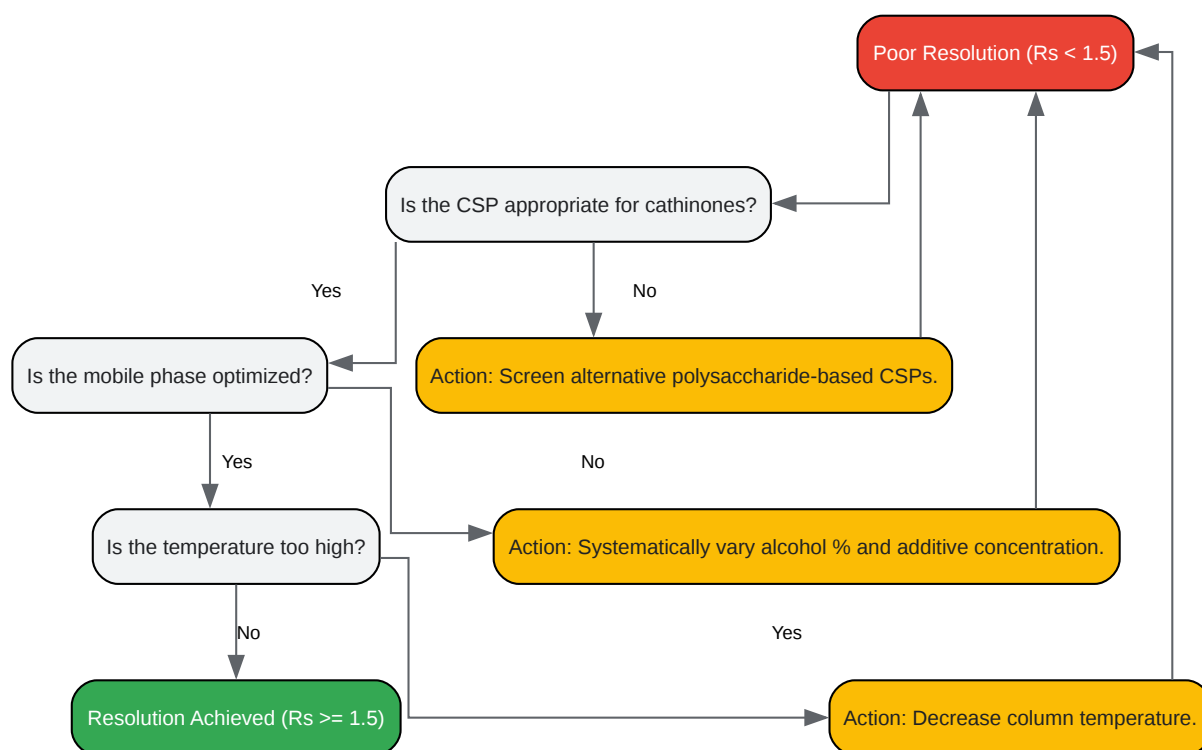 Poor Resolution (Rs < 1.5)
Is the CSP appropriate for cathinones?
Yes
No
Is the mobile phase optimized?
Action: Screen alternative polysaccharide-based CSPs.
Yes
No
Is the temperature too high?
Action: Systematically vary alcohol % and additive concentration.
No
Yes
Resolution Achieved (Rs >= 1.5)
Action: Decrease column temperature.